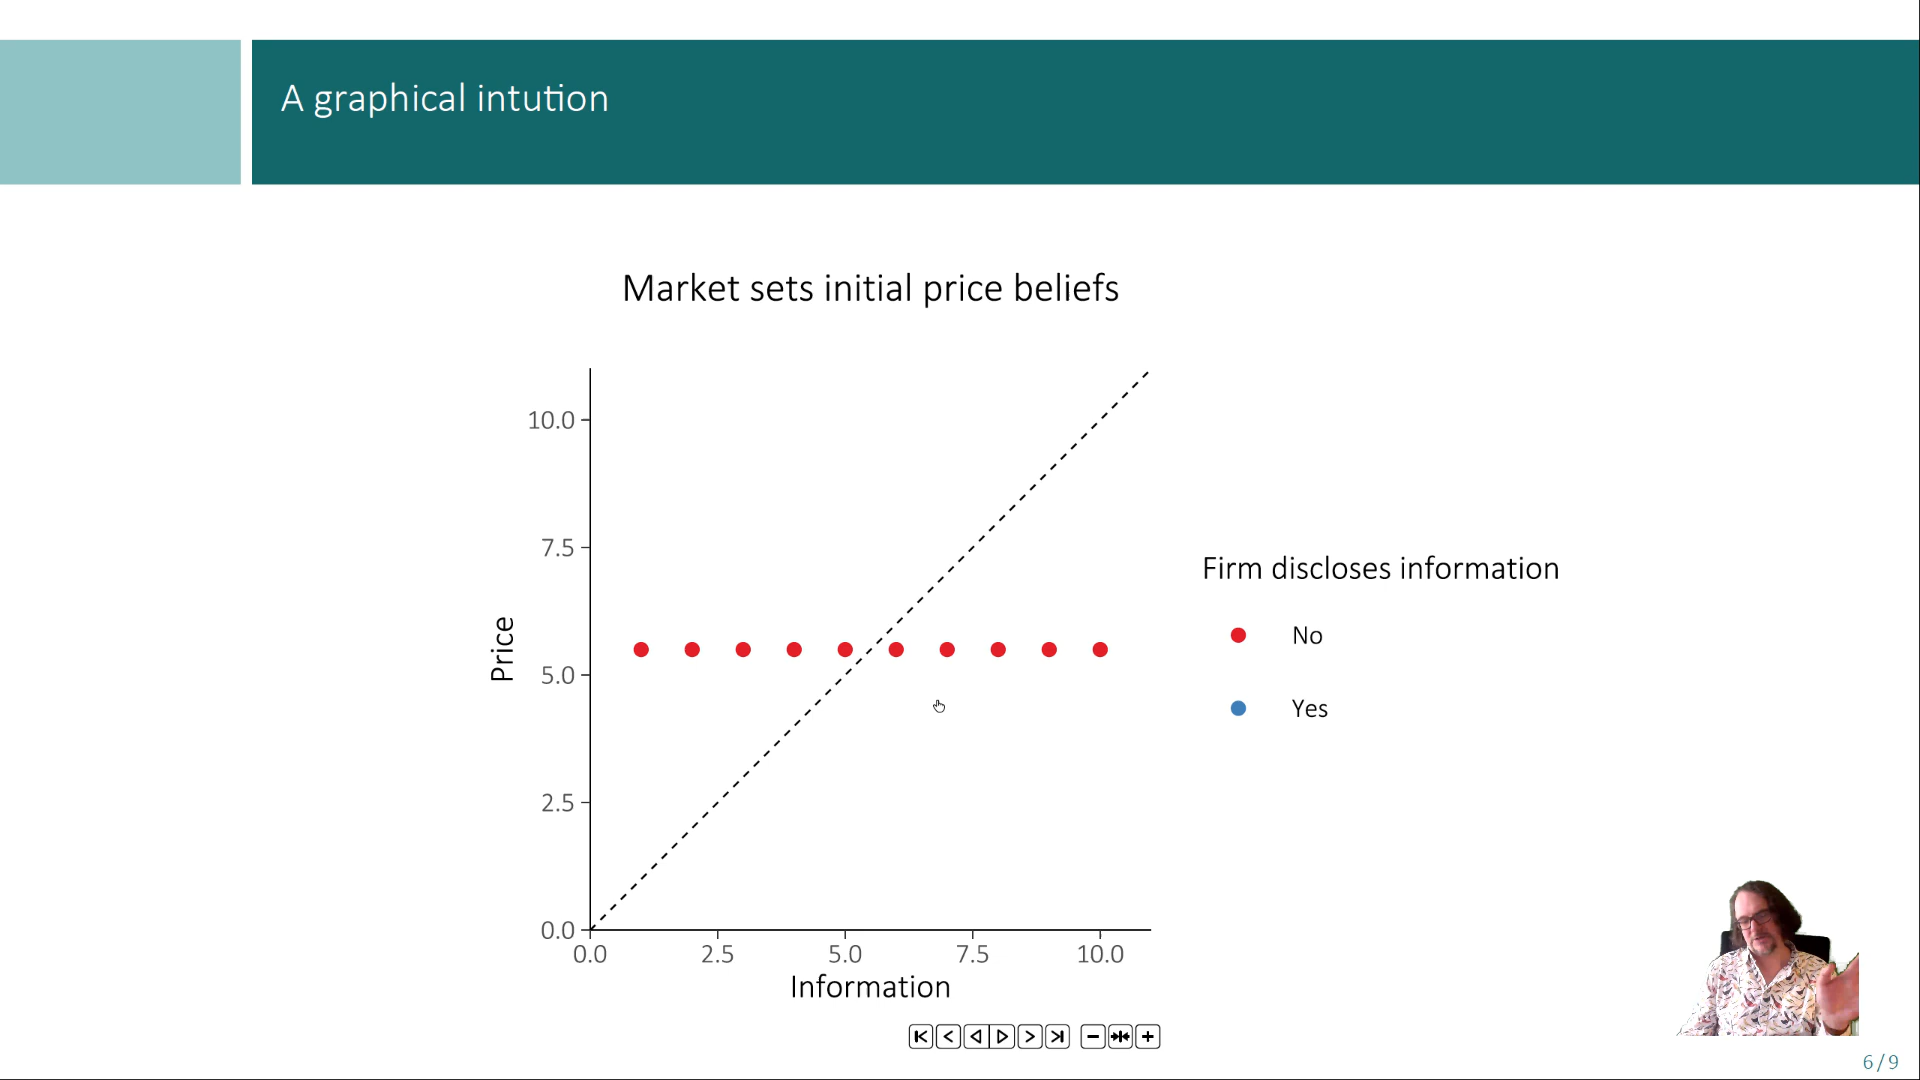 A graphical intution
Market sets initial price beliefs
10.0
7.5
5.0
2.5
0.0
Price
0.0 2.5 5.0 7.5 10.0
Information
Firm discloses information
No
Yes
6 / 9